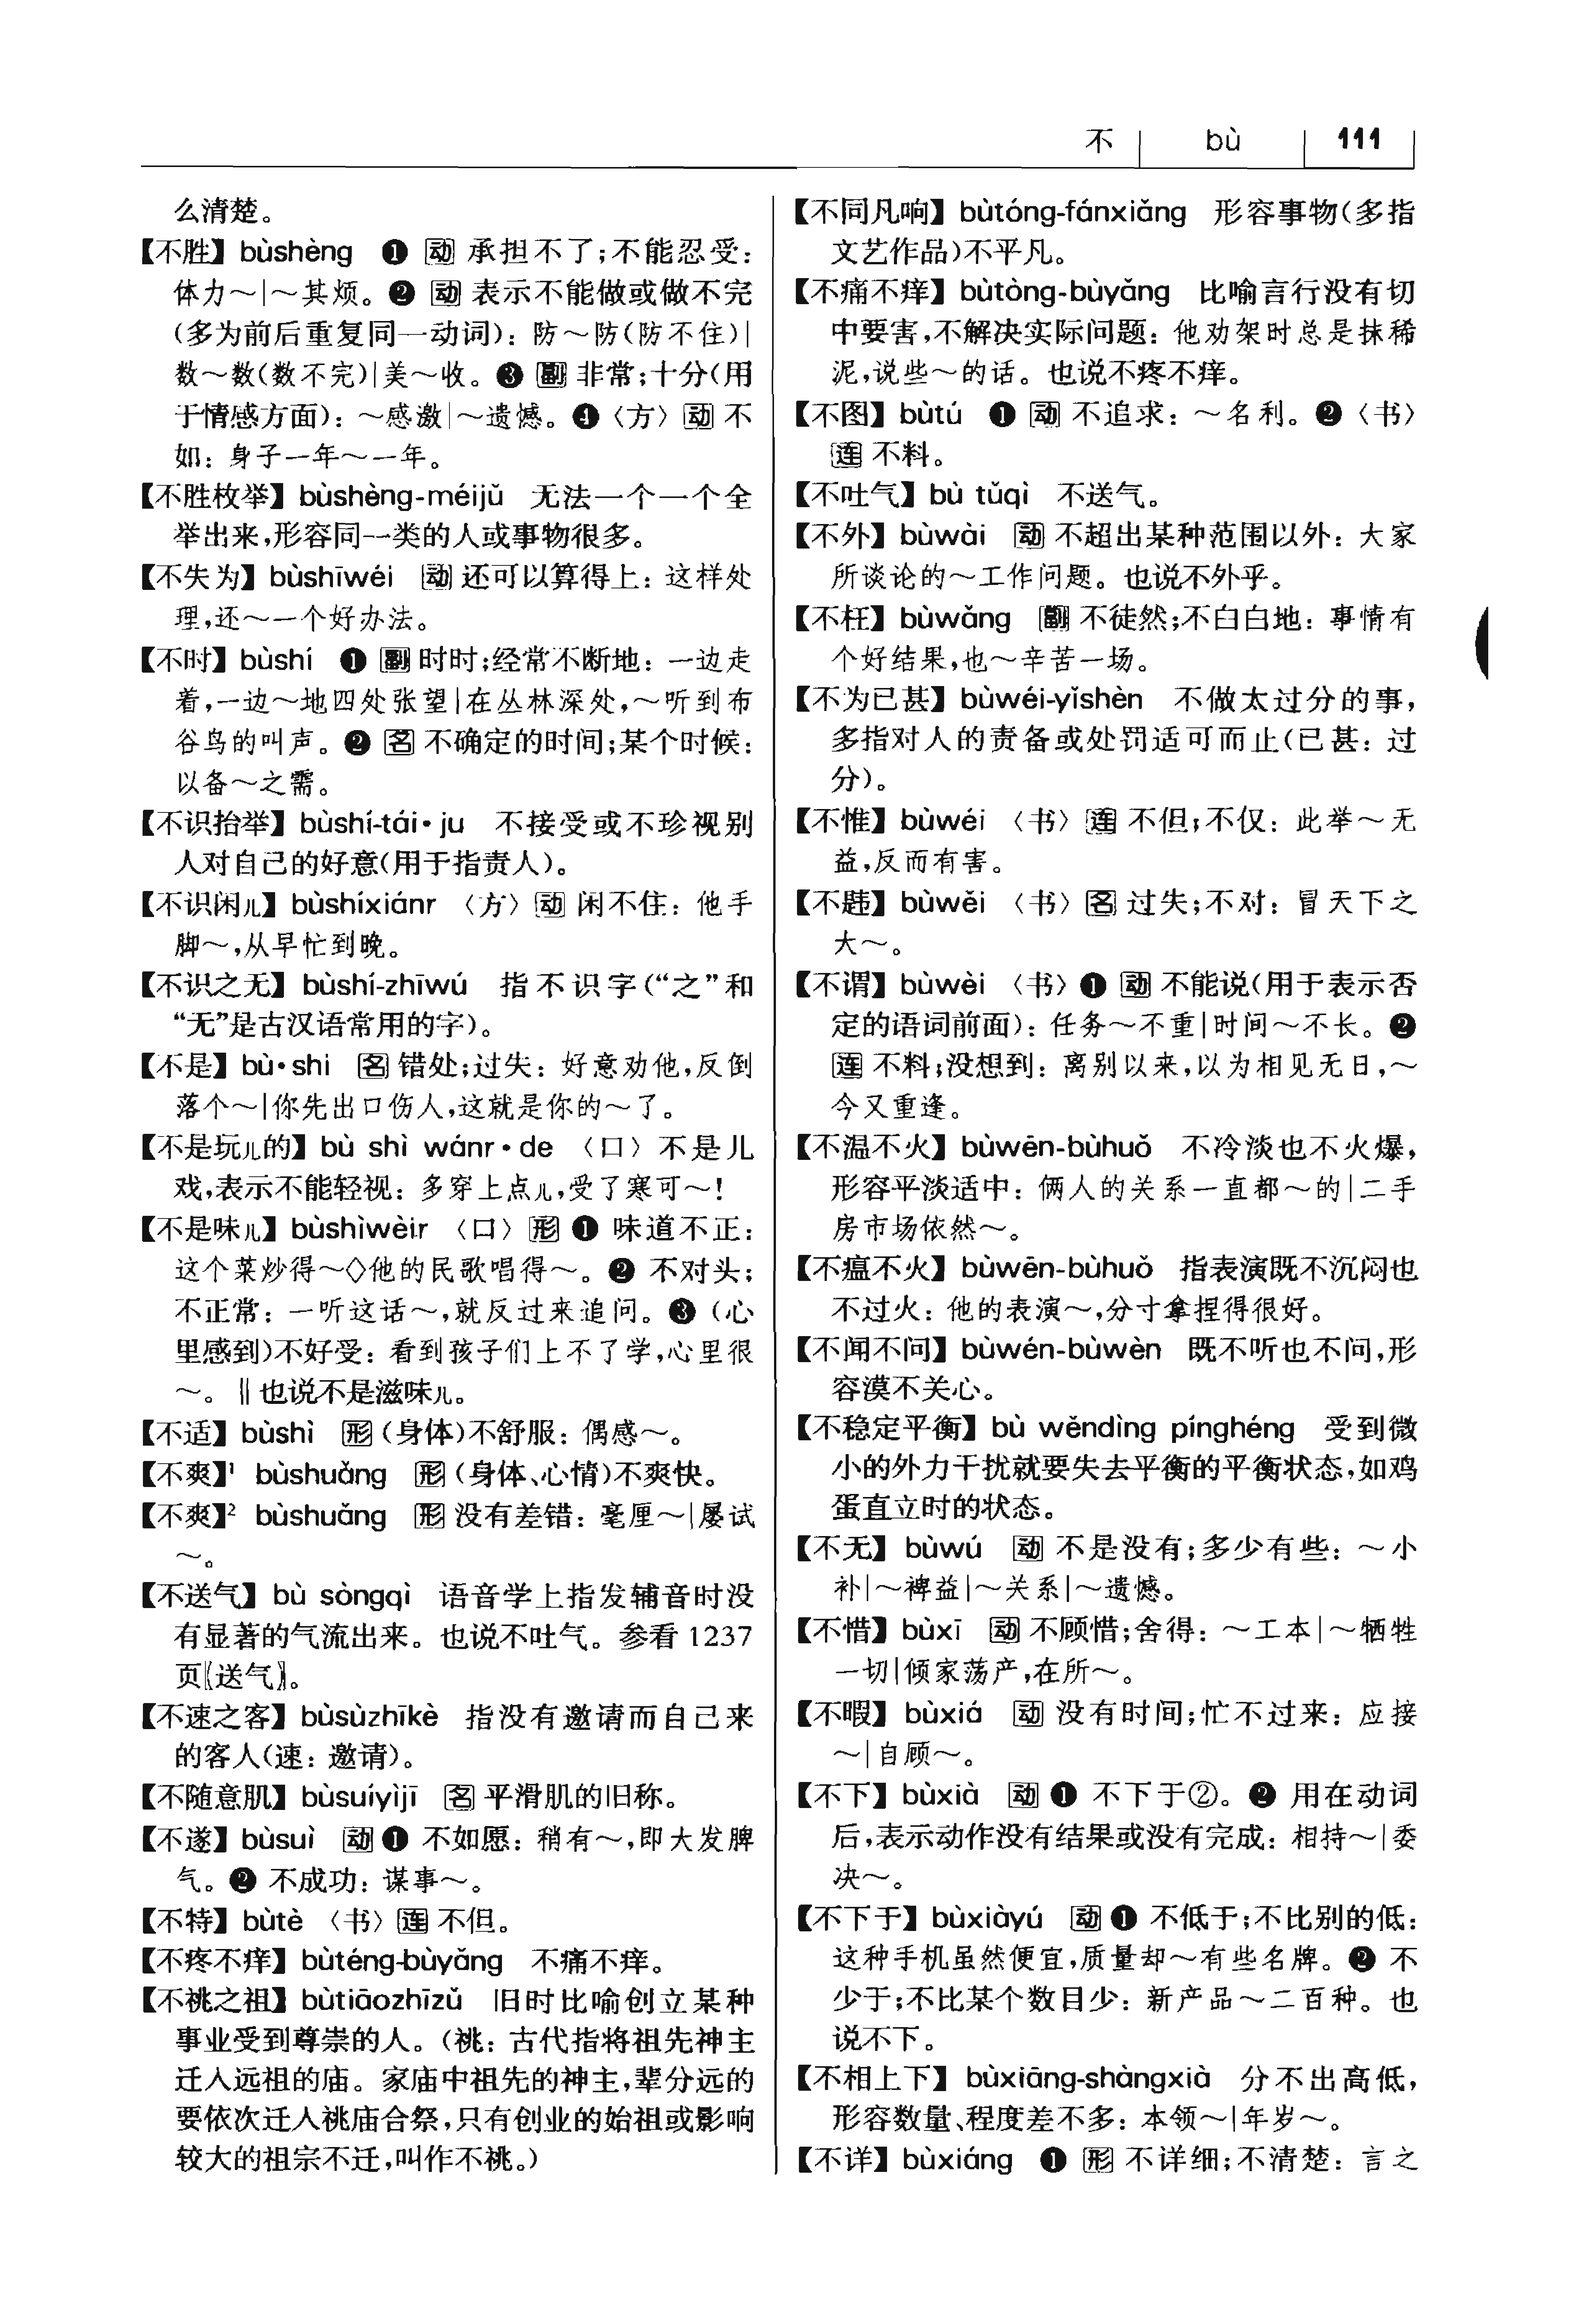 不 bù 111
么清楚。
【不胜】bùshèng ❶ 动 承担不了;不能忍受:
体力～|～其烦。❷ 动 表示不能做或做不完
(多为前后重复同一动词):防～防(防不住)|
数～数(数不完)|美～收。❸ 副 非常;十分(用
于情感方面):～感激|～遗憾。❹〈方〉动 不
如:身子一年～一年。
【不胜枚举】bùshèng-méijǔ 无法一个一个全
举出来,形容同一类的人或事物很多。
【不失为】bùshīwéi 动 还可以算得上:这样处
理,还～一个好办法。
【不时】bùshí ❶ 副 时时;经常不断地:一边走
着,一边～地四处张望|在丛林深处,～听到布
谷鸟的叫声。❷ 名 不确定的时间;某个时候:
以备～之需。
【不识抬举】bùshí-tái·ju 不接受或不珍视别
人对自己的好意(用于指责人)。
【不识闲儿】bùshíxiánr〈方〉动 闲不住:他手
脚～,从早忙到晚。
【不识之无】bùshí-zhīwú 指不识字(“之”和
“无”是古汉语常用的字)。
【不是】bù·shi 名 错处;过失:好意劝他,反倒
落个～|你先出口伤人,这就是你的～了。
【不是玩儿的】bù shì wánr·de〈口〉不是儿
戏,表示不能轻视:多穿上点儿,受了寒可～!
【不是味儿】bùshìwèir〈口〉形 ❶ 味道不正:
这个菜炒得～◇他的民歌唱得～。❷ 不对头;
不正常:一听这话～,就反过来追问。❸(心
里感到)不好受:看到孩子们上不了学,心里很
～。‖也说不是滋味儿。
【不适】bùshì 形(身体)不舒服:偶感～。
【不爽】¹ bùshuǎng 形(身体、心情)不爽快。
【不爽】² bùshuǎng 形 没有差错:毫厘～|屡试
～。
【不送气】bù sòngqì 语音学上指发辅音时没
有显著的气流出来。也说不吐气。参看1237
页〖送气〗。
【不速之客】bùsùzhīkè 指没有邀请而自己来
的客人(速:邀请)。
【不随意肌】bùsuíyìjī 名 平滑肌的旧称。
【不遂】bùsuì 动 ❶ 不如愿:稍有～,即大发脾
气。❷ 不成功:谋事～。
【不特】bùtè〈书〉连 不但。
【不疼不痒】bùténg-bùyǎng 不痛不痒。
【不祧之祖】bùtiāozhīzǔ 旧时比喻创立某种
事业受到尊崇的人。(祧:古代指将祖先神主
迁入远祖的庙。家庙中祖先的神主,辈分远的
要依次迁入祧庙合祭,只有创业的始祖或影响
较大的祖宗不迁,叫作不祧。)
【不同凡响】bùtóng-fánxiǎng 形容事物(多指
文艺作品)不平凡。
【不痛不痒】bùtòng-bùyǎng 比喻言行没有切
中要害,不解决实际问题:他劝架时总是抹稀
泥,说些～的话。也说不疼不痒。
【不图】bùtú ❶ 动 不追求:～名利。❷〈书〉
连 不料。
【不吐气】bù tǔqì 不送气。
【不外】bùwài 动 不超出某种范围以外:大家
所谈论的～工作问题。也说不外乎。
【不枉】bùwǎng 副 不徒然;不白白地:事情有
个好结果,也～辛苦一场。
【不为已甚】bùwéi-yǐshèn 不做太过分的事,
多指对人的责备或处罚适可而止(已甚:过
分)。
【不惟】bùwéi〈书〉连 不但;不仅:此举～无
益,反而有害。
【不韪】bùwěi〈书〉名 过失;不对:冒天下之
大～。
【不谓】bùwèi〈书〉❶ 动 不能说(用于表示否
定的语词前面):任务～不重|时间～不长。❷
连 不料;没想到:离别以来,以为相见无日,～
今又重逢。
【不温不火】bùwēn-bùhuǒ 不冷淡也不火爆,
形容平淡适中:俩人的关系一直都～的|二手
房市场依然～。
【不瘟不火】bùwēn-bùhuǒ 指表演既不沉闷也
不过火:他的表演～,分寸拿捏得很好。
【不闻不问】bùwén-bùwèn 既不听也不问,形
容漠不关心。
【不稳定平衡】bù wěndìng pínghéng 受到微
小的外力干扰就要失去平衡的平衡状态,如鸡
蛋直立时的状态。
【不无】bùwú 动 不是没有;多少有些:～小
补|～裨益|～关系|～遗憾。
【不惜】bùxī 动 不顾惜;舍得:～工本|～牺牲
一切|倾家荡产,在所～。
【不暇】bùxiá 动 没有时间;忙不过来:应接
～|自顾～。
【不下】bùxià 动 ❶ 不下于②。❷ 用在动词
后,表示动作没有结果或没有完成:相持～|委
决～。
【不下于】bùxiàyú 动 ❶ 不低于;不比别的低:
这种手机虽然便宜,质量却～有些名牌。❷ 不
少于;不比某个数目少:新产品～二百种。也
说不下。
【不相上下】bùxiāng-shàngxià 分不出高低,
形容数量、程度差不多:本领～|年岁～。
【不详】bùxiáng ❶ 形 不详细;不清楚:言之